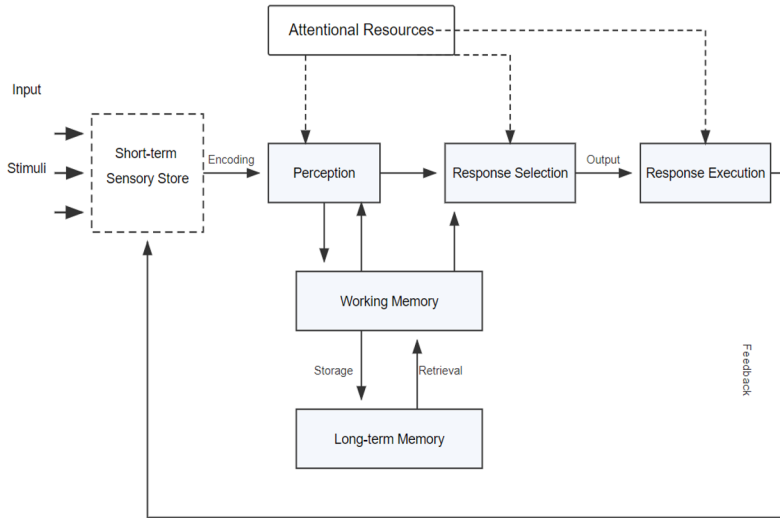 Attentional Resources
Input
Stimuli
Short-term
Sensory Store
Encoding
Perception
Response Selection
Output
Response Execution
Working Memory
Storage
Retrieval
Feedback
Long-term Memory